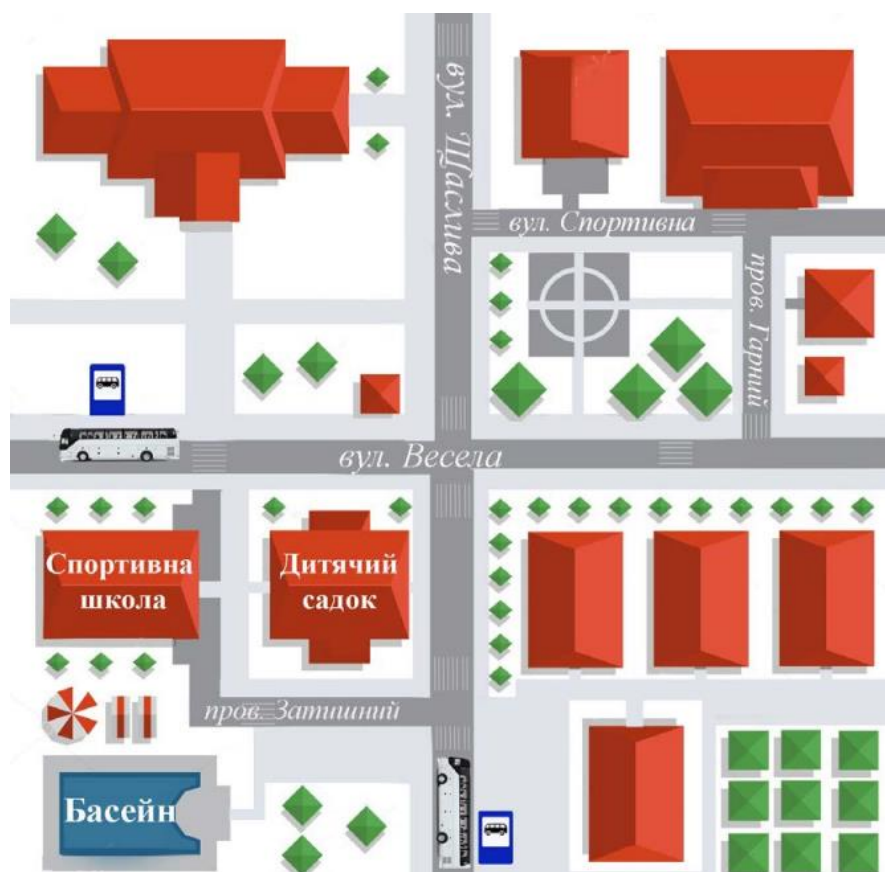 вул. Щаслива
вул. Спортивна
пров. Гарний
вул. Весела
Спортивна
школа
Дитячий
садок
пров. Затишний
Басейн